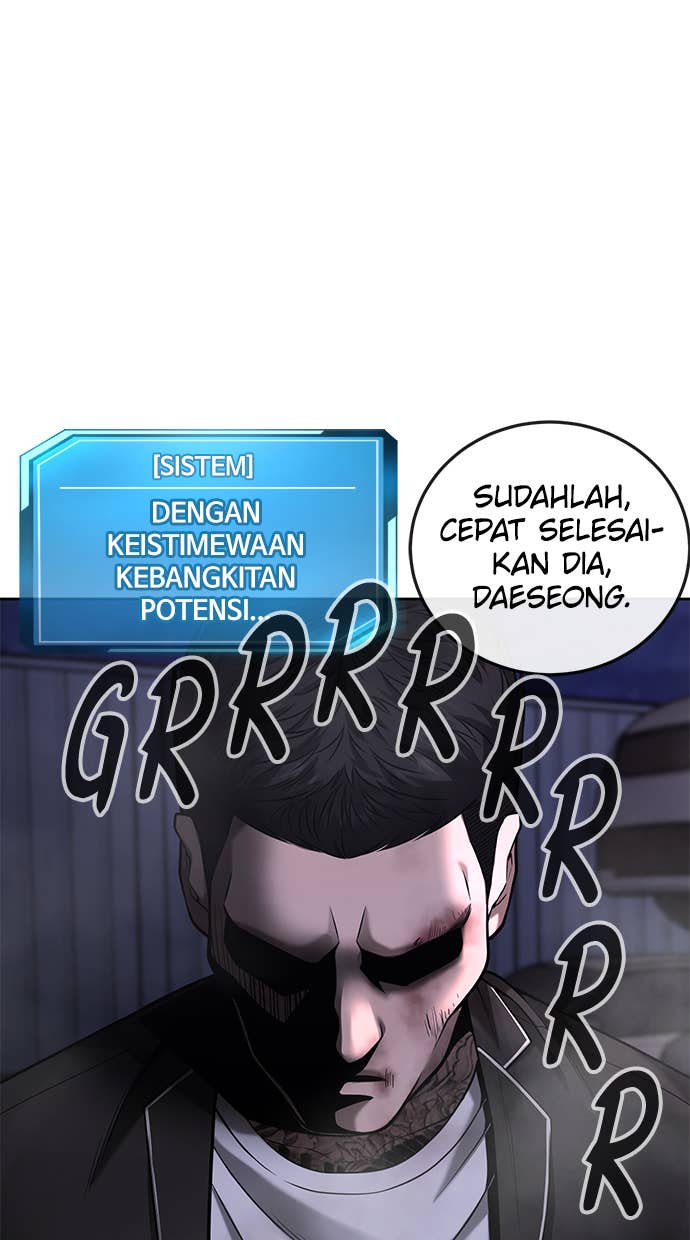 [SISTEM]
DENGAN
KEISTIMEWAAN
KEBANGKITAN
POTENSI..
SUDAHLAH,
CEPAT SELESAI-
KAN DIA,
DAESEONG.
GRRRRRRRRR